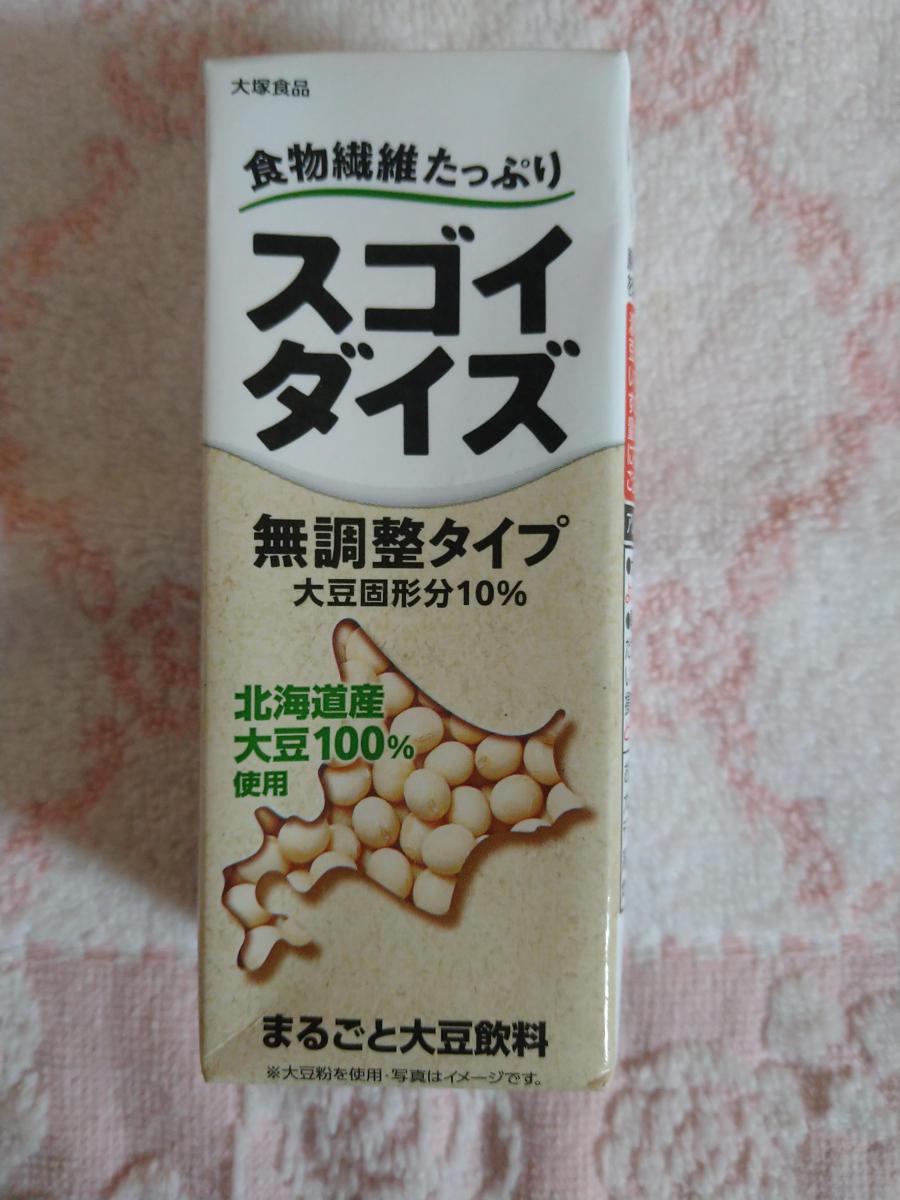 大塚食品
食物繊維たっぷり
スゴイ
ダイズ
無調整タイプ
大豆固形分10%
北海道産
大豆100%
使用
まるごと大豆飲料
※大豆粉を使用・写真はイメージです。